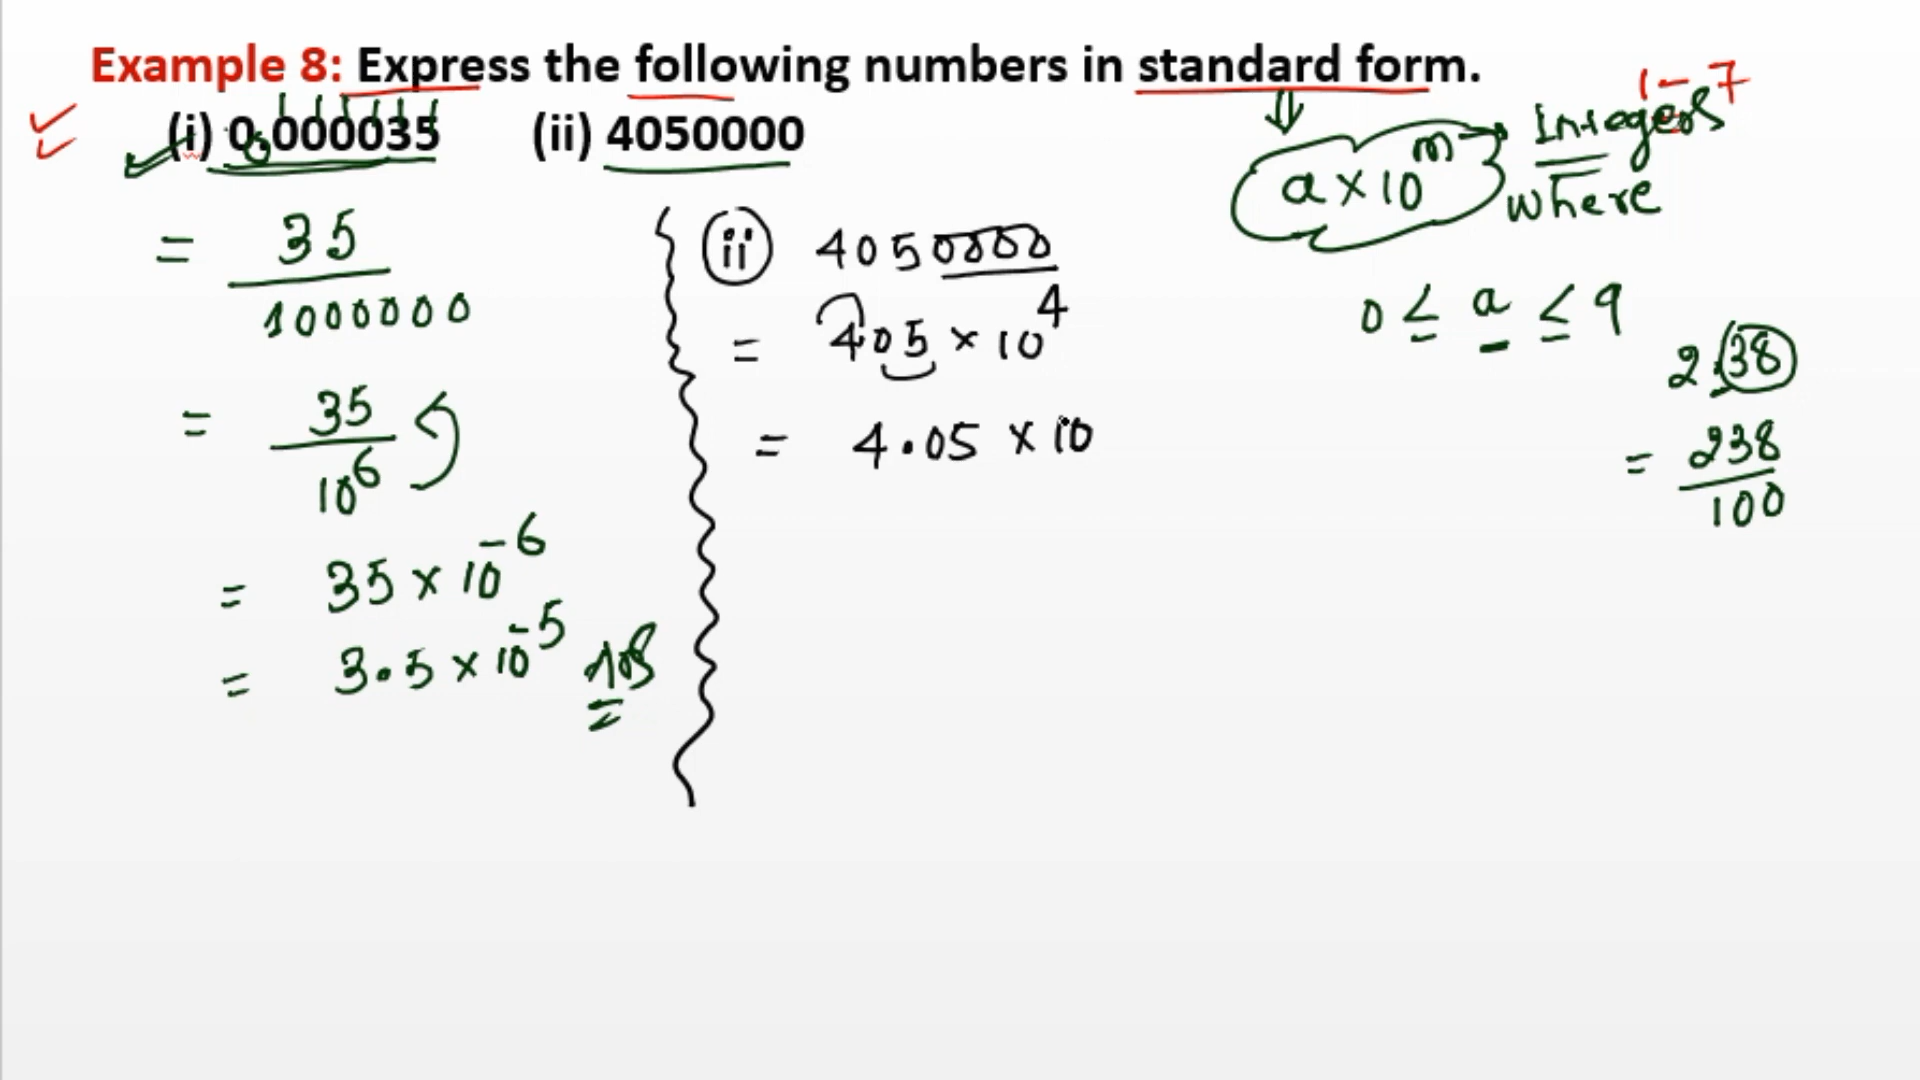 Example 8: Express the following numbers in standard form.
(i) 0.000035 (ii) 4050000
= 35 / 1000000
= 35 / 10^6
= 35 × 10^-6
= 3.5 × 10^-5
(ii) 4050000
= 405 × 10^4
= 4.05 × 10
1 - 7
a × 10^m → Integers
where
0 ≤ a ≤ 9
2.38
= 238 / 100